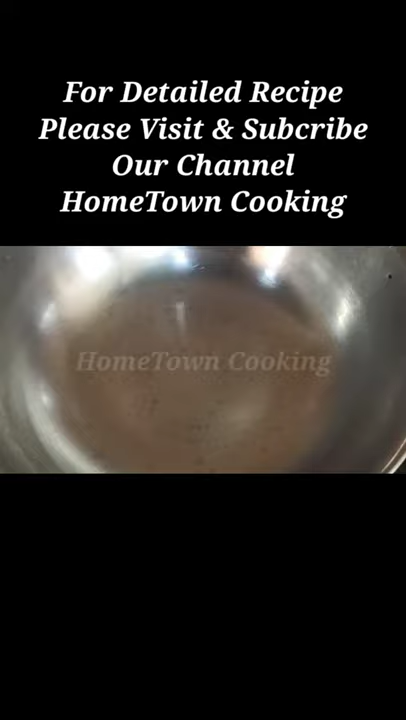 For Detailed Recipe
Please Visit & Subcribe
Our Channel
HomeTown Cooking
HomeTown Cooking